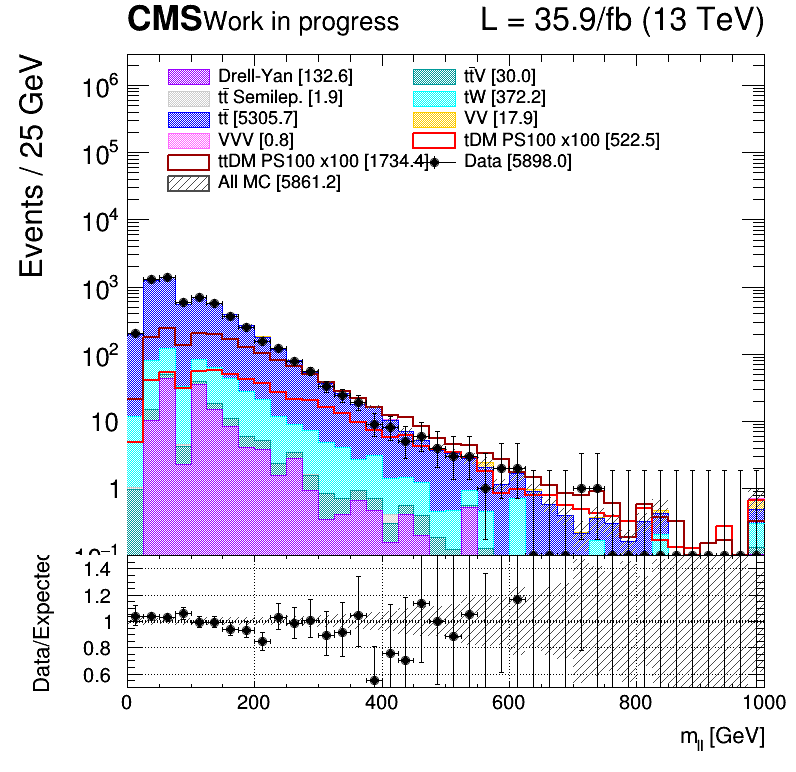 CMS Work in progress L = 35.9/fb (13 TeV)
Events / 25 GeV
Drell-Yan [132.6] tt̄V [30.0]
tt̄ Semilep. [1.9] tW [372.2]
tt̄ [5305.7] VV [17.9]
VVV [0.8] tDM PS100 x100 [522.5]
ttDM PS100 x100 [1734.4] Data [5898.0]
All MC [5861.2]
10⁶
10⁵
10⁴
10³
10²
10
1
10⁻¹
Data/Expected
1.4
1.2
1
0.8
0.6
0 200 400 600 800 1000
m_ll [GeV]